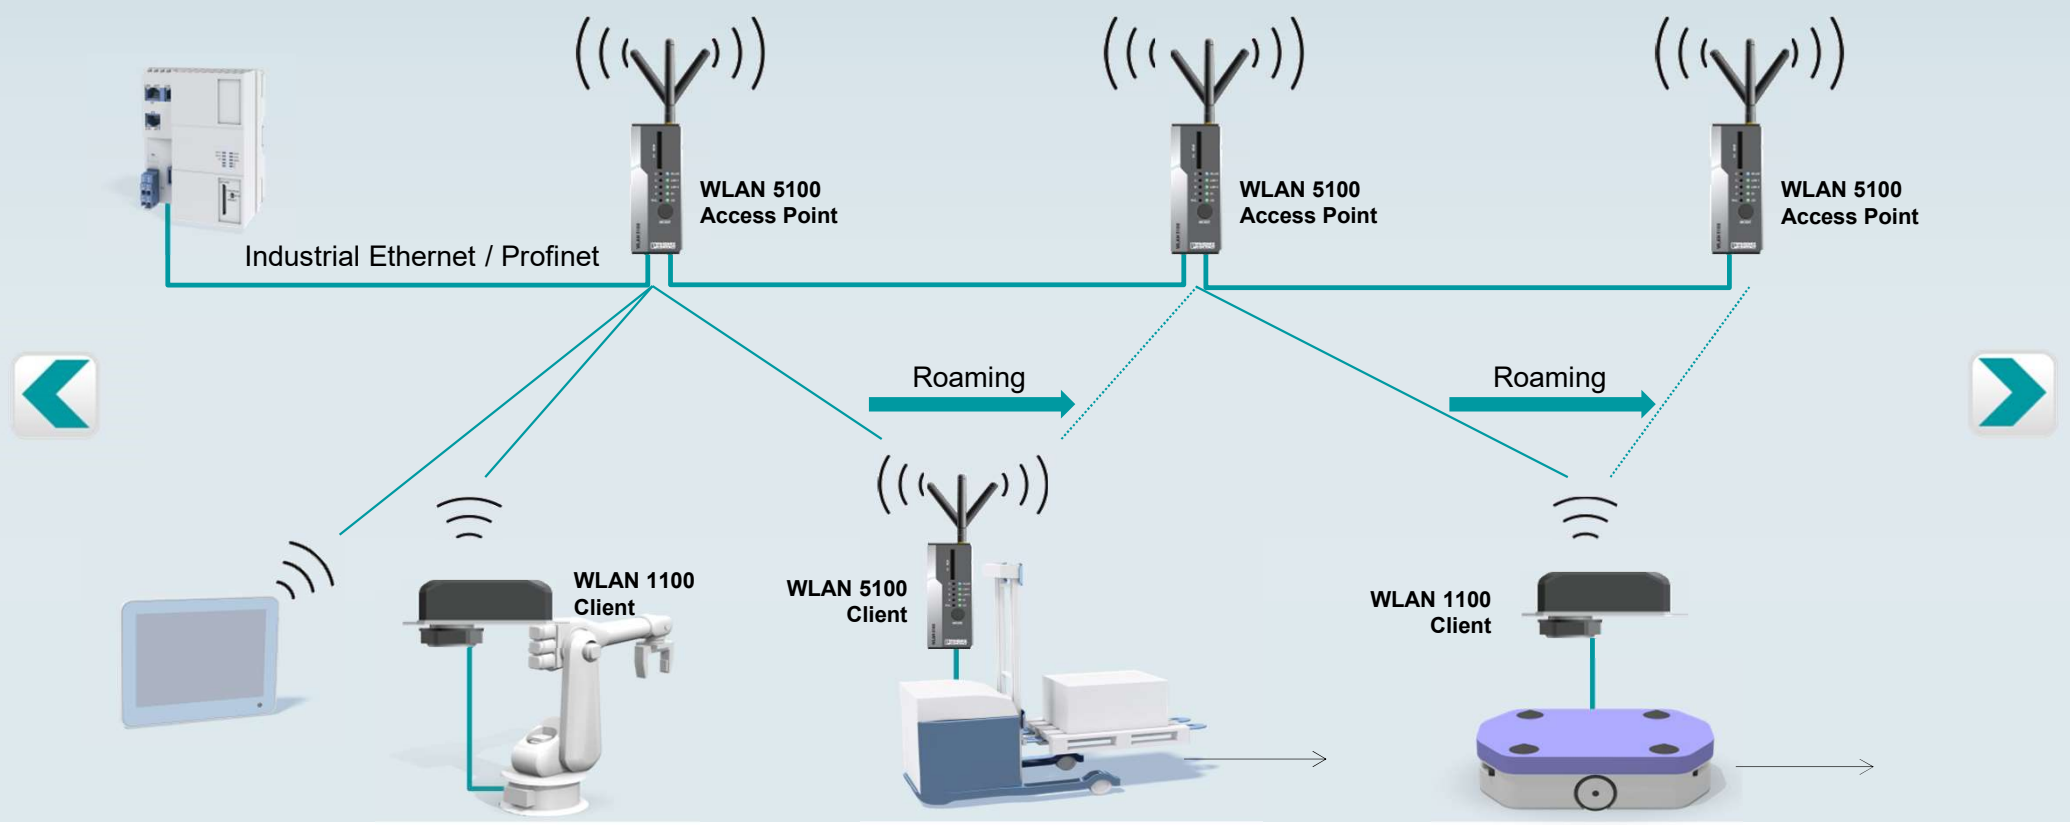 WLAN 5100
Access Point
WLAN 5100
Access Point
WLAN 5100
Access Point
Industrial Ethernet / Profinet
Roaming
Roaming
WLAN 1100
Client
WLAN 5100
Client
WLAN 1100
Client